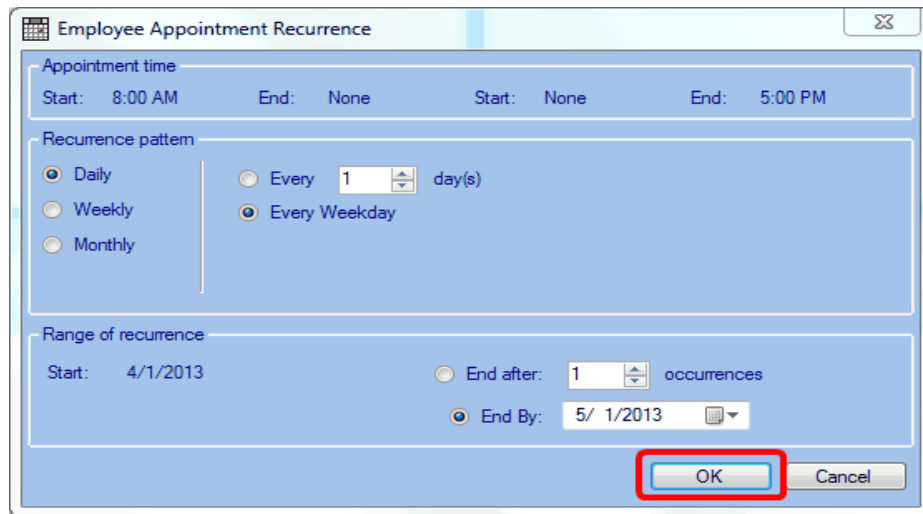 Employee Appointment Recurrence
Appointment time
Start: 8:00 AM End: None Start: None End: 5:00 PM
Recurrence pattern
Daily
Every 1 day(s)
Weekly
Every Weekday
Monthly
Range of recurrence
Start: 4/1/2013
End after: 1 occurrences
End By: 5/ 1/2013
OK Cancel